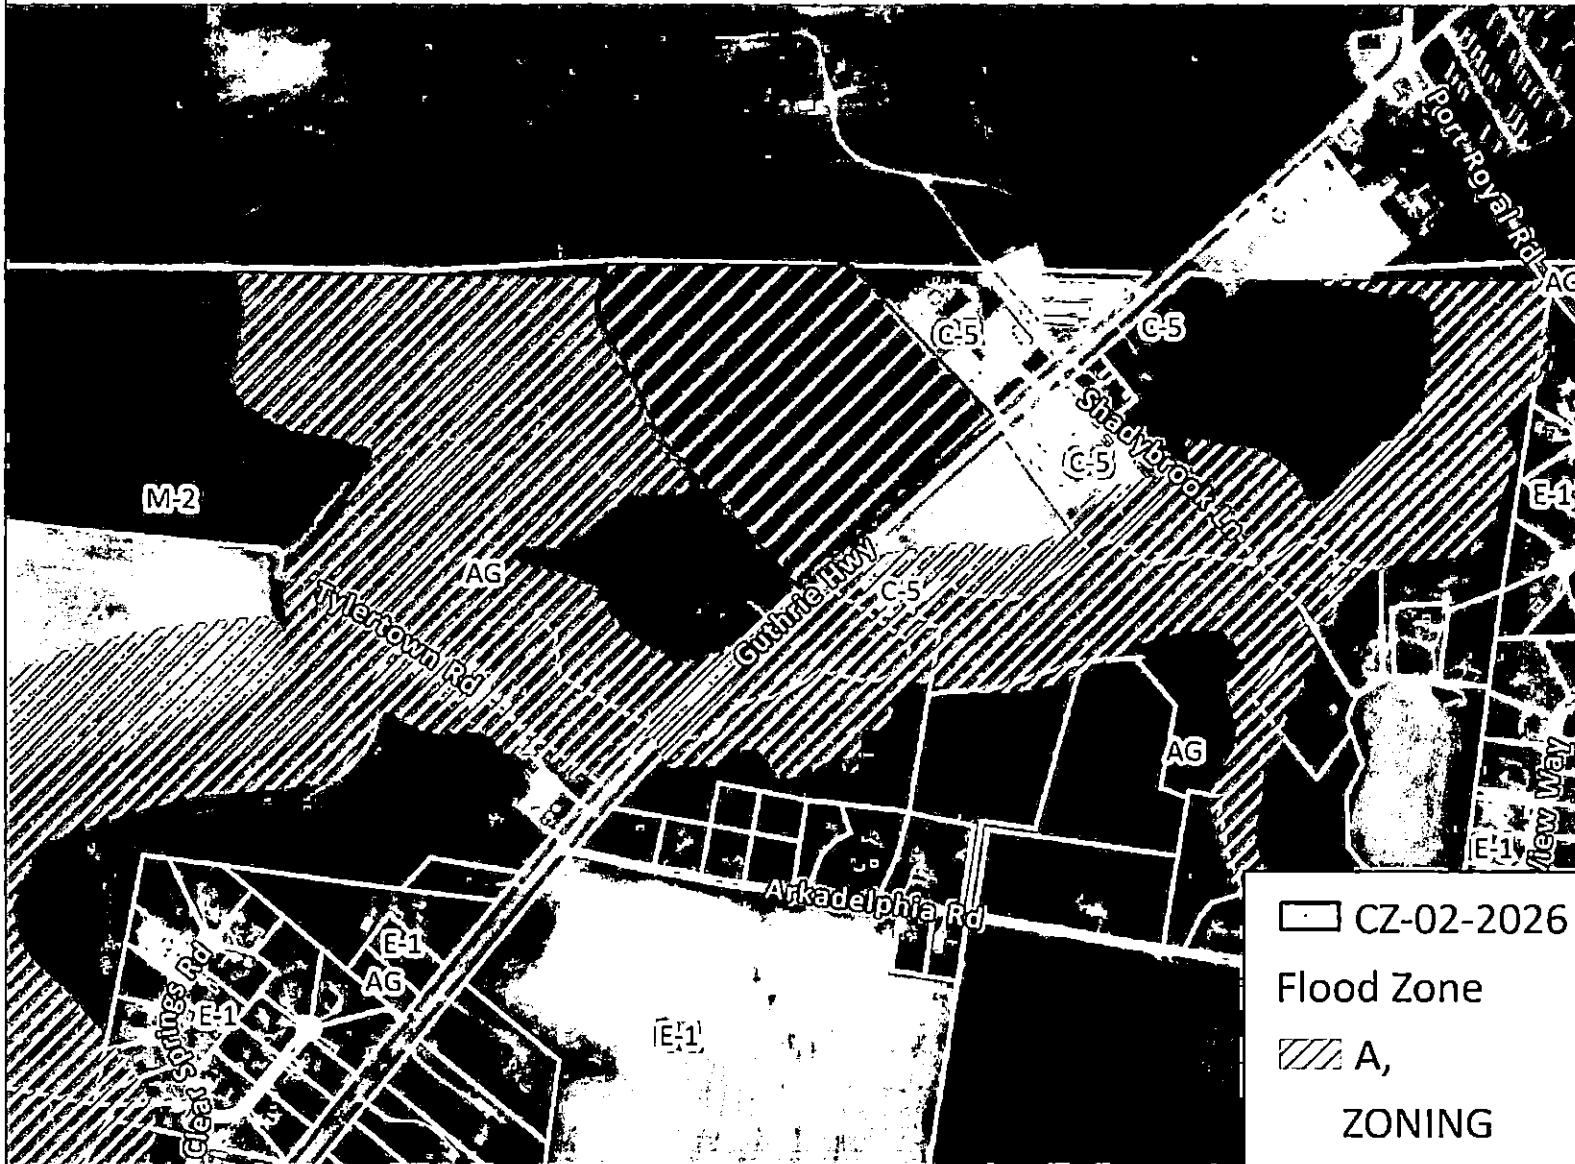 Port Royal Rd
AG
C-5
C-5
Shadybrook Ln
C-5
E-1
M-2
AG
C-5
Tylertown Rd
Guthrie Hwy
AG
View Way
E-1
Arkadelphia Rd
E-1
AG
E-1
E-1
Springs Rd
CZ-02-2026
Flood Zone
A,
ZONING